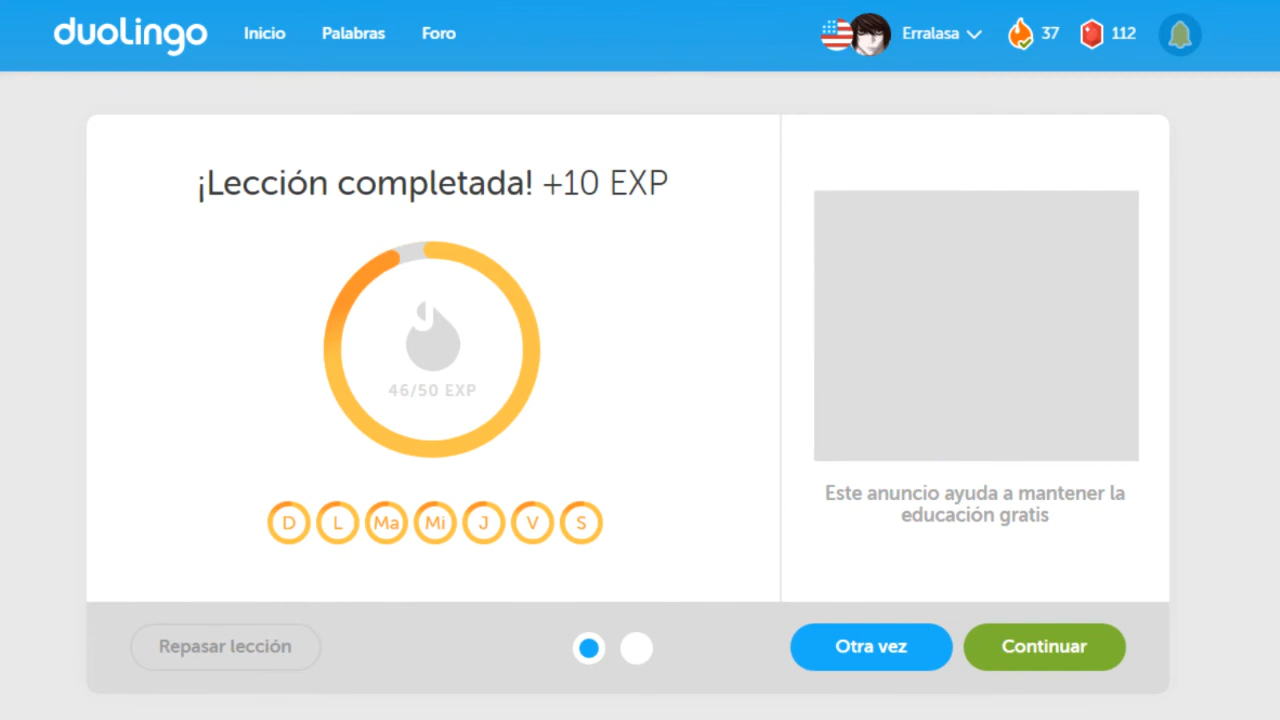 duolingo Inicio Palabras Foro Erralasa 37 112
¡Lección completada! +10 EXP
46/50 EXP
D L Ma Mi J V S
Este anuncio ayuda a mantener la
educación gratis
Repasar lección Otra vez Continuar